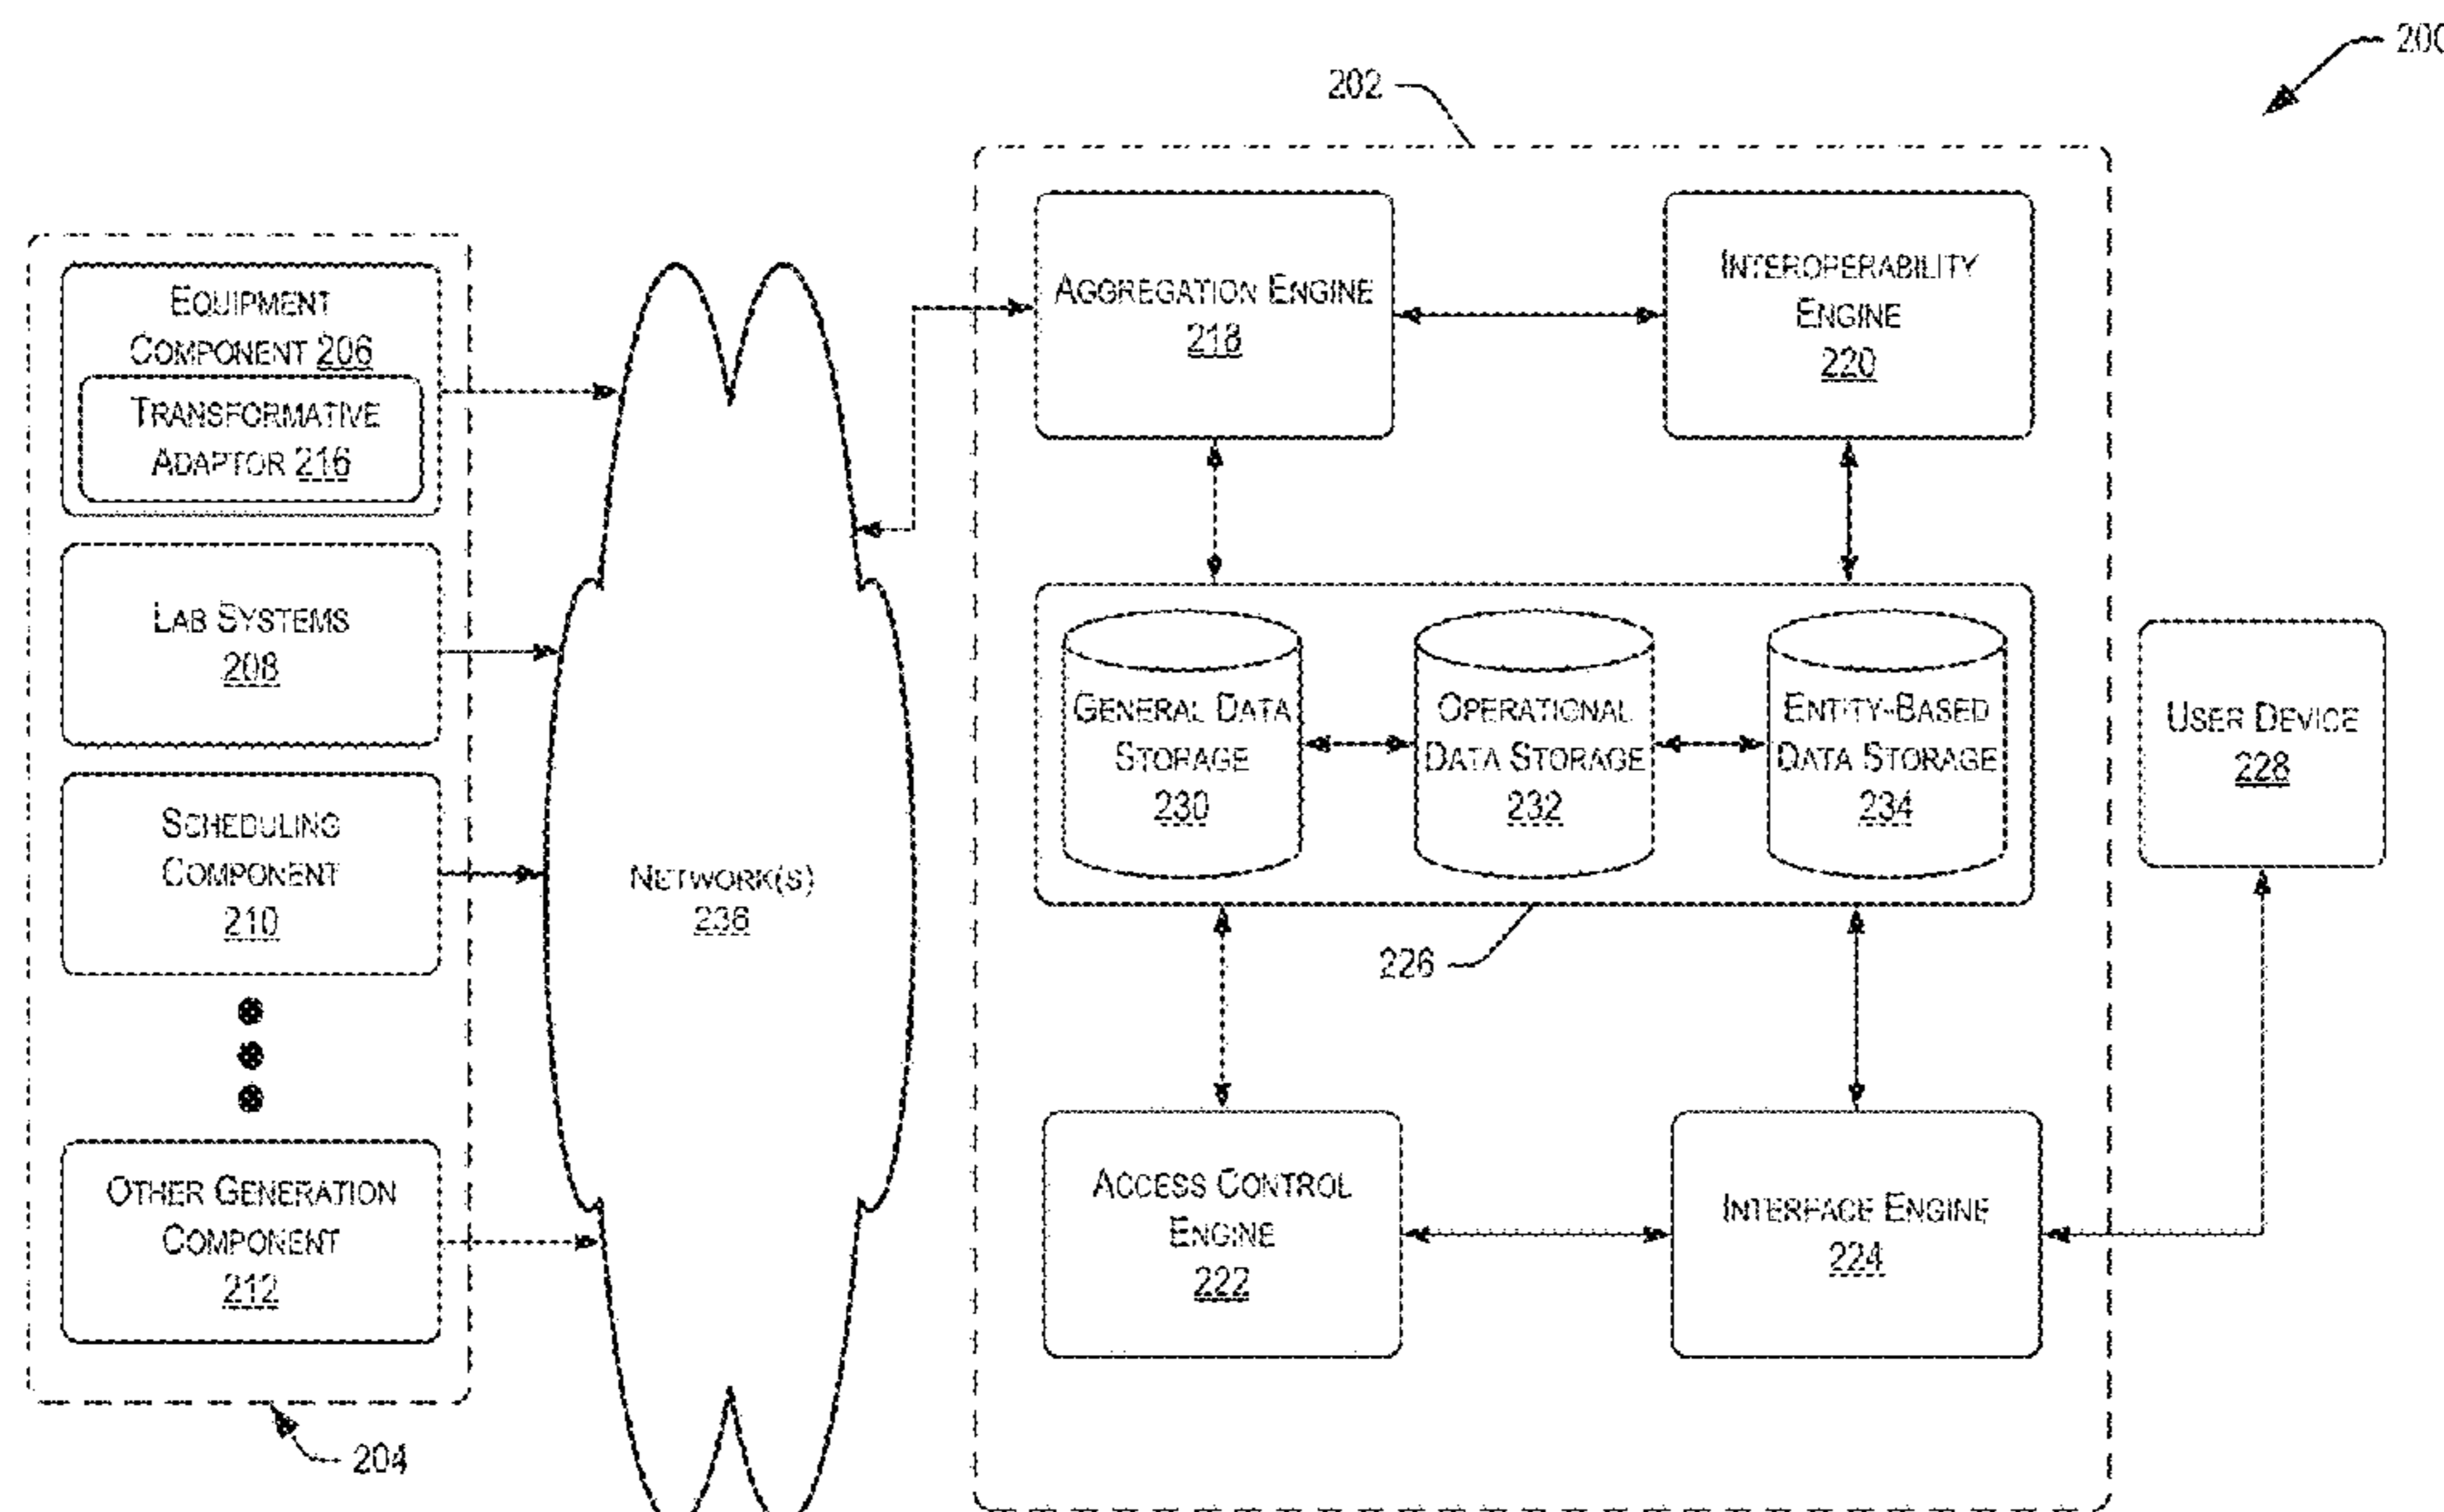 200
202
EQUIPMENT
COMPONENT 206
TRANSFORMATIVE
ADAPTOR 216
LAB SYSTEMS
208
SCHEDULING
COMPONENT
210
OTHER GENERATION
COMPONENT
212
204
NETWORK(S)
236
AGGREGATION ENGINE
218
INTEROPERABILITY
ENGINE
220
GENERAL DATA
STORAGE
230
OPERATIONAL
DATA STORAGE
232
ENTITY-BASED
DATA STORAGE
234
226
ACCESS CONTROL
ENGINE
222
INTERFACE ENGINE
224
USER DEVICE
228